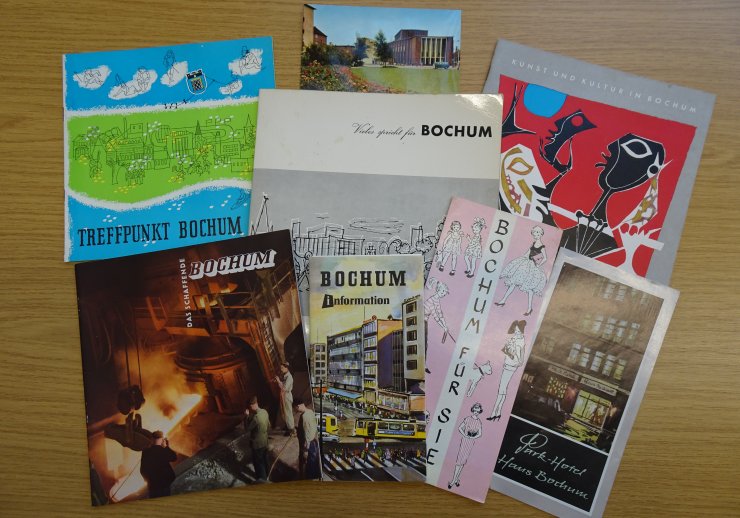 KUNST UND KULTUR IN BOCHUM
Vieles spricht für BOCHUM
TREFFPUNKT BOCHUM
DAS SCHAFFENDE
BOCHUM
BOCHUM
Information
BOCHUM FÜR SIE
Park-Hotel
Haus Bochum